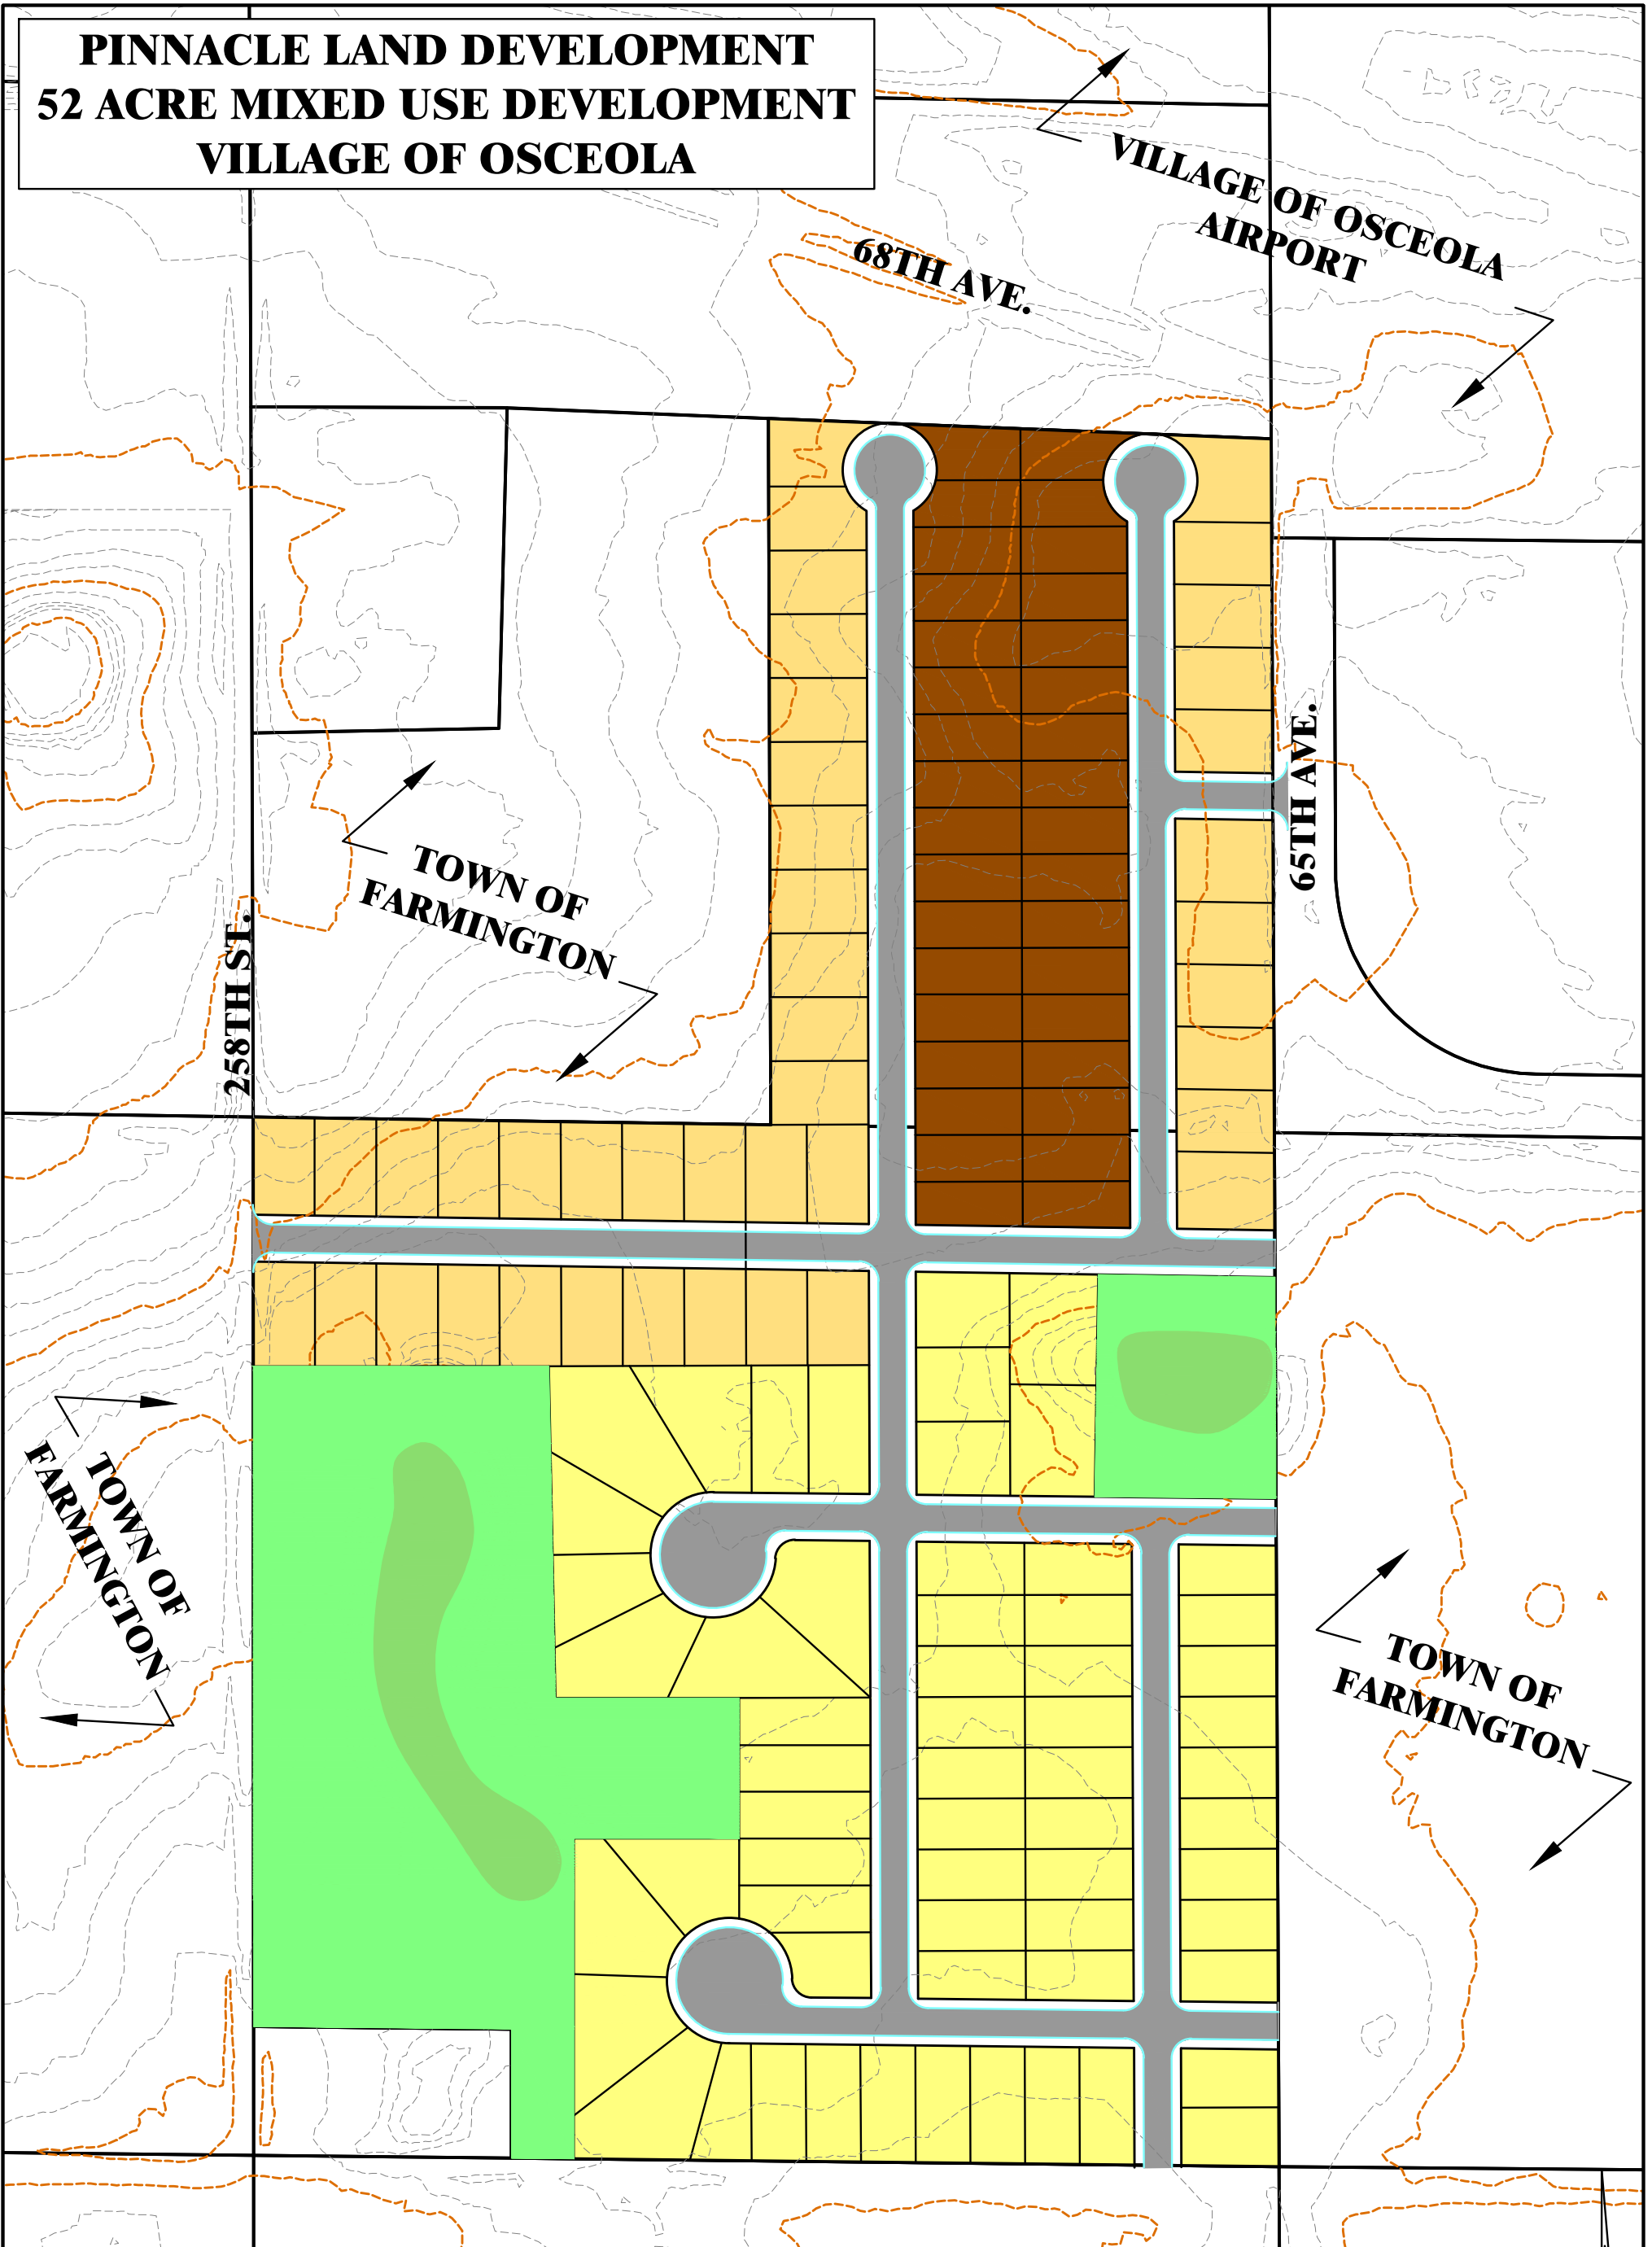 PINNACLE LAND DEVELOPMENT
52 ACRE MIXED USE DEVELOPMENT
VILLAGE OF OSCEOLA
VILLAGE OF OSCEOLA
AIRPORT
68TH AVE.
65TH AVE.
TOWN OF
FARMINGTON
258TH ST.
TOWN OF
FARMINGTON
TOWN OF
FARMINGTON